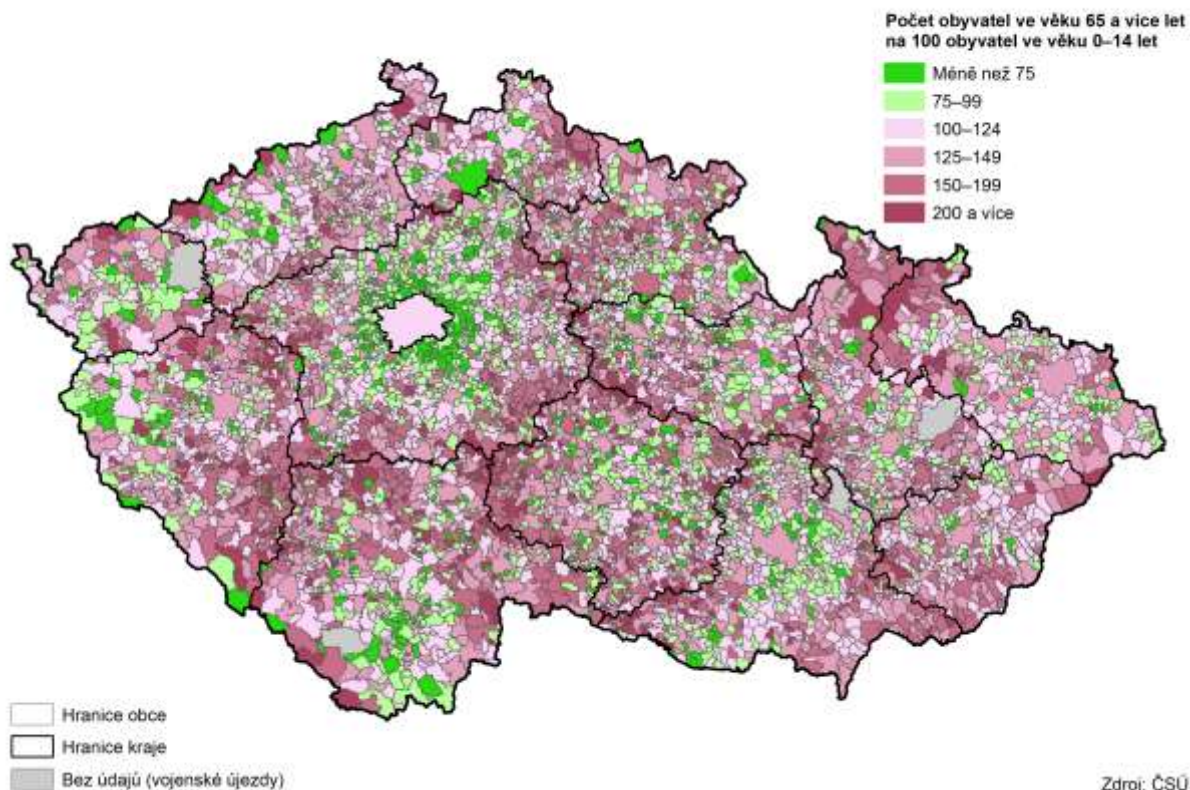 Počet obyvatel ve věku 65 a více let
na 100 obyvatel ve věku 0–14 let
Méně než 75
75–99
100–124
125–149
150–199
200 a více
Hranice obce
Hranice kraje
Bez údajů (vojenské újezdy)
Zdroj: ČSÚ